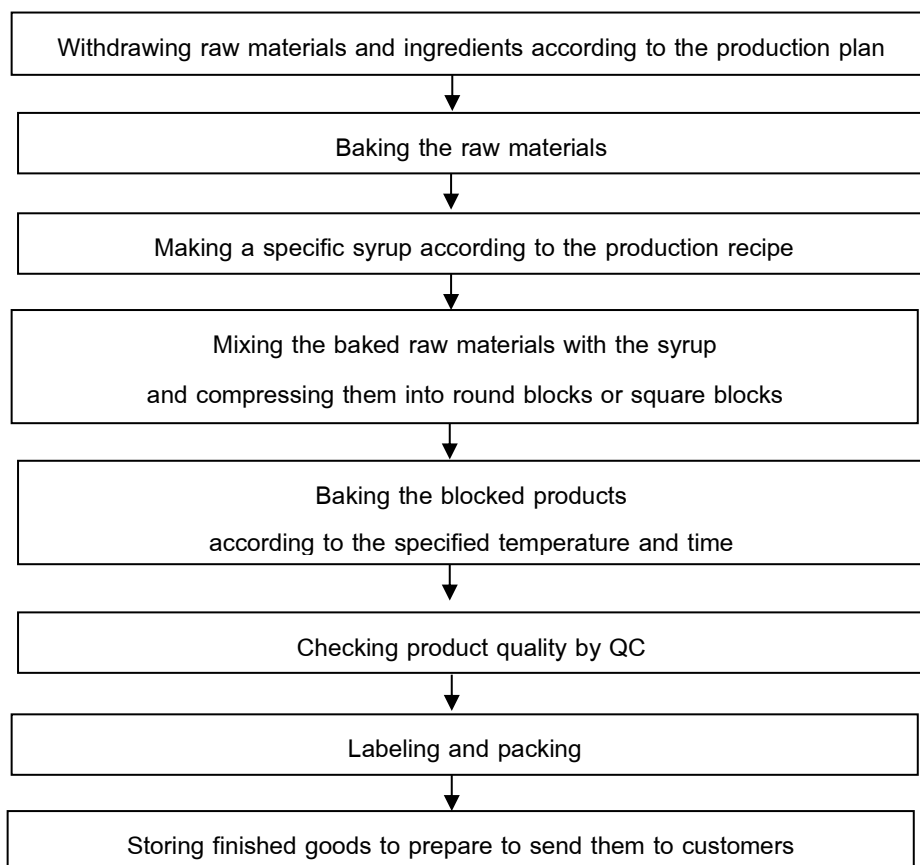 Withdrawing raw materials and ingredients according to the production plan
Baking the raw materials
Making a specific syrup according to the production recipe
Mixing the baked raw materials with the syrup
and compressing them into round blocks or square blocks
Baking the blocked products
according to the specified temperature and time
Checking product quality by QC
Labeling and packing
Storing finished goods to prepare to send them to customers